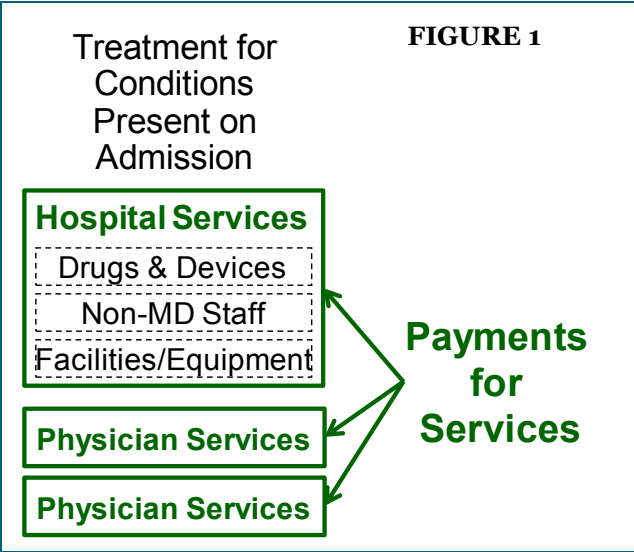 FIGURE 1
Treatment for
Conditions
Present on
Admission
Hospital Services
Drugs & Devices
Non-MD Staff
Facilities/Equipment
Physician Services
Physician Services
Payments
for
Services